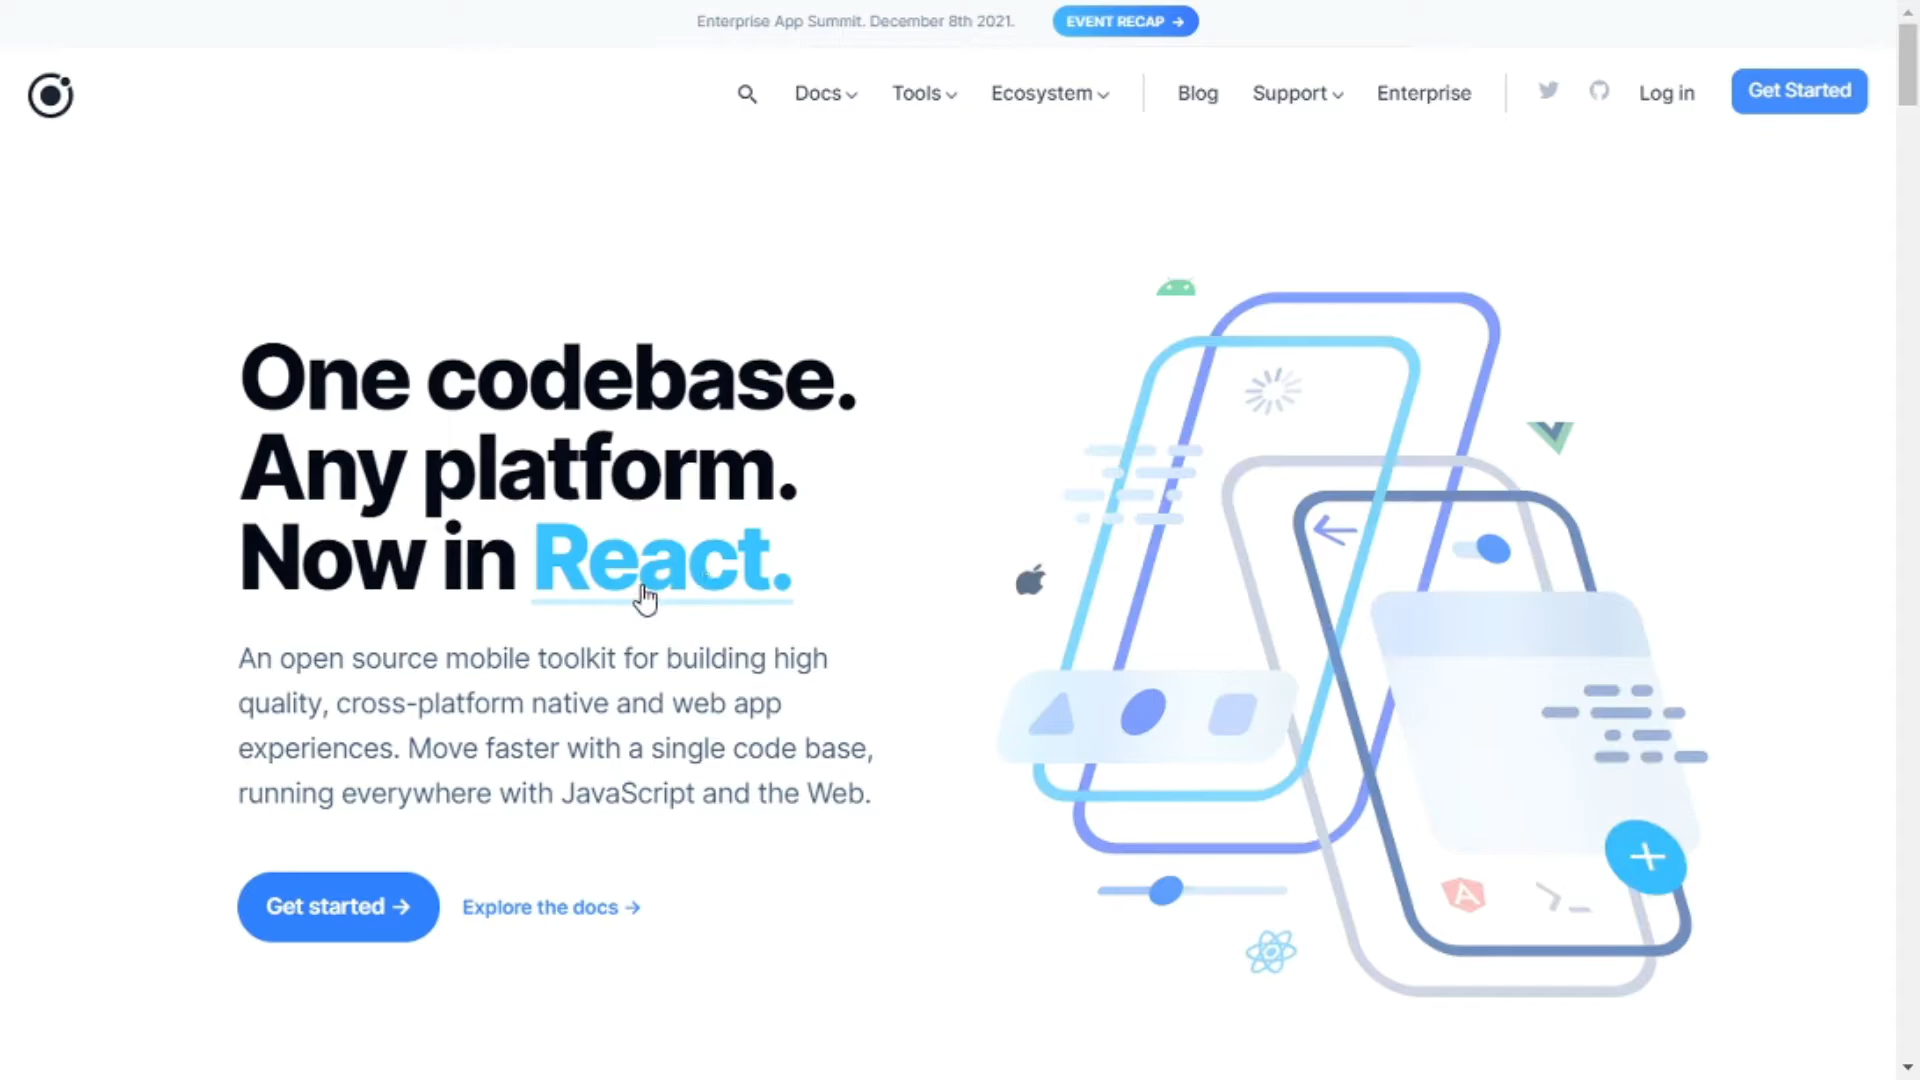 Enterprise App Summit. December 8th 2021.
EVENT RECAP →
Docs
Tools
Ecosystem
Blog
Support
Enterprise
Log in
Get Started
One codebase.
Any platform.
Now in React.
An open source mobile toolkit for building high
quality, cross-platform native and web app
experiences. Move faster with a single code base,
running everywhere with JavaScript and the Web.
Get started →
Explore the docs →